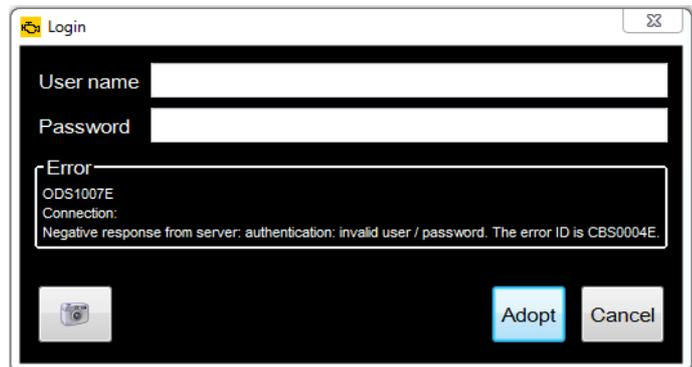 Login
User name
Password
Error
ODS1007E
Connection:
Negative response from server: authentication: invalid user / password. The error ID is CBS0004E.
Adopt
Cancel